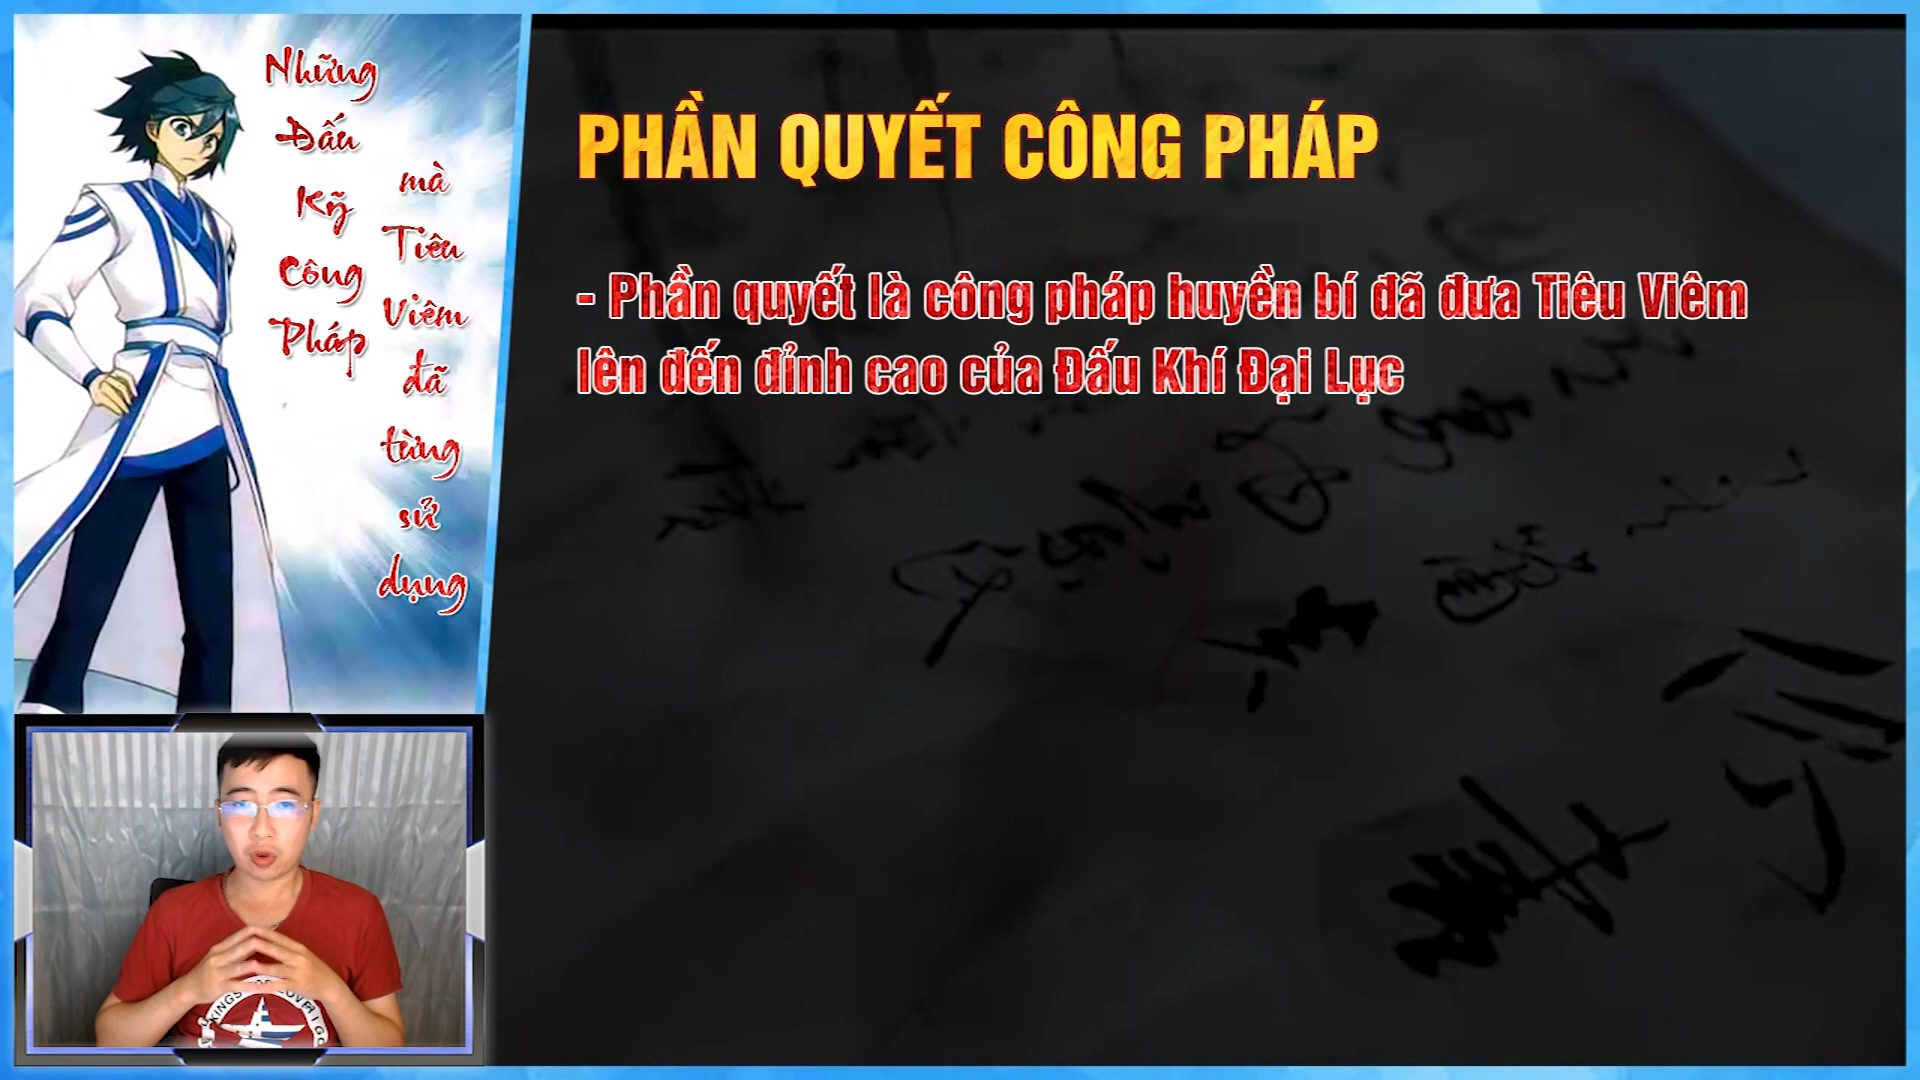 Những
Đấu
Kỹ
Công
Pháp
mà
Tiêu
Viêm
đã
từng
sử
dụng
PHẦN QUYẾT CÔNG PHÁP
- Phần quyết là công pháp huyền bí đã đưa Tiêu Viêm
lên đến đỉnh cao của Đấu Khí Đại Lục
KINGS